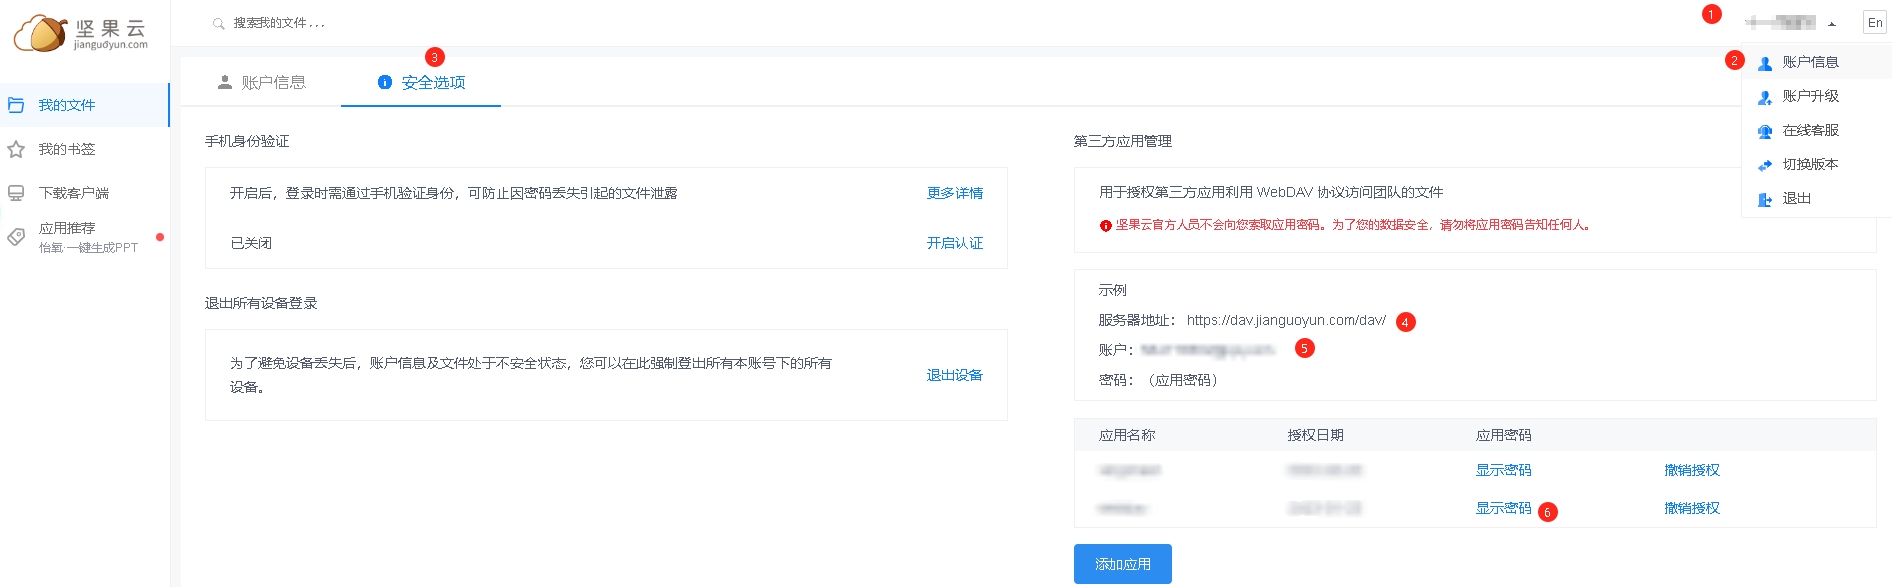 坚果云
jianguoyun.com
搜索我的文件...
1
En
我的文件
我的书签
下载客户端
应用推荐
怡氧·一键生成PPT
账户信息
3
安全选项
2
账户信息
账户升级
在线客服
切换版本
退出
手机身份验证
开启后，登录时需通过手机验证身份，可防止因密码丢失引起的文件泄露
更多详情
已关闭
开启认证
退出所有设备登录
为了避免设备丢失后，账户信息及文件处于不安全状态，您可以在此强制登出所有本账号下的所有
设备。
退出设备
第三方应用管理
用于授权第三方应用利用 WebDAV 协议访问团队的文件
坚果云官方人员不会向您索取应用密码。为了您的数据安全，请勿将应用密码告知任何人。
示例
服务器地址： https://dav.jianguoyun.com/dav/ 4
账户： 5
密码：（应用密码）
应用名称 授权日期 应用密码
显示密码 撤销授权
显示密码 6 撤销授权
添加应用